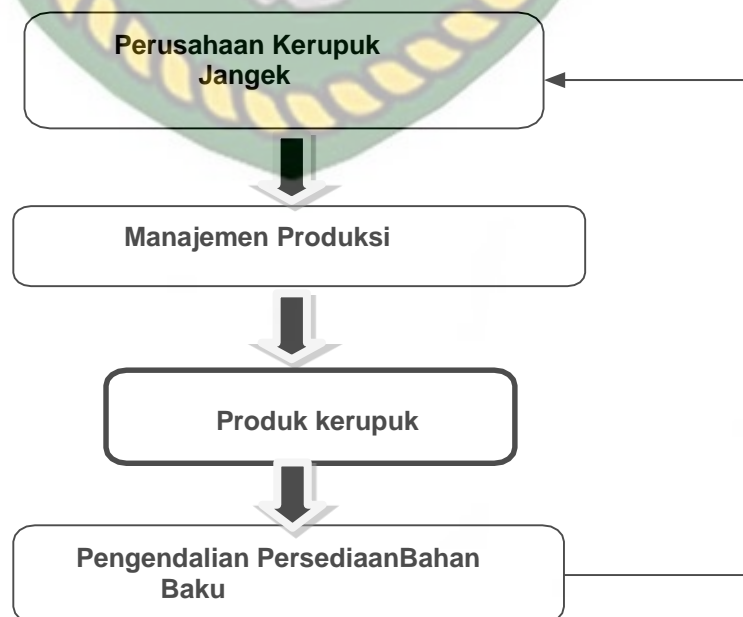 Perusahaan Kerupuk
Jangek
Manajemen Produksi
Produk kerupuk
Pengendalian PersediaanBahan
Baku